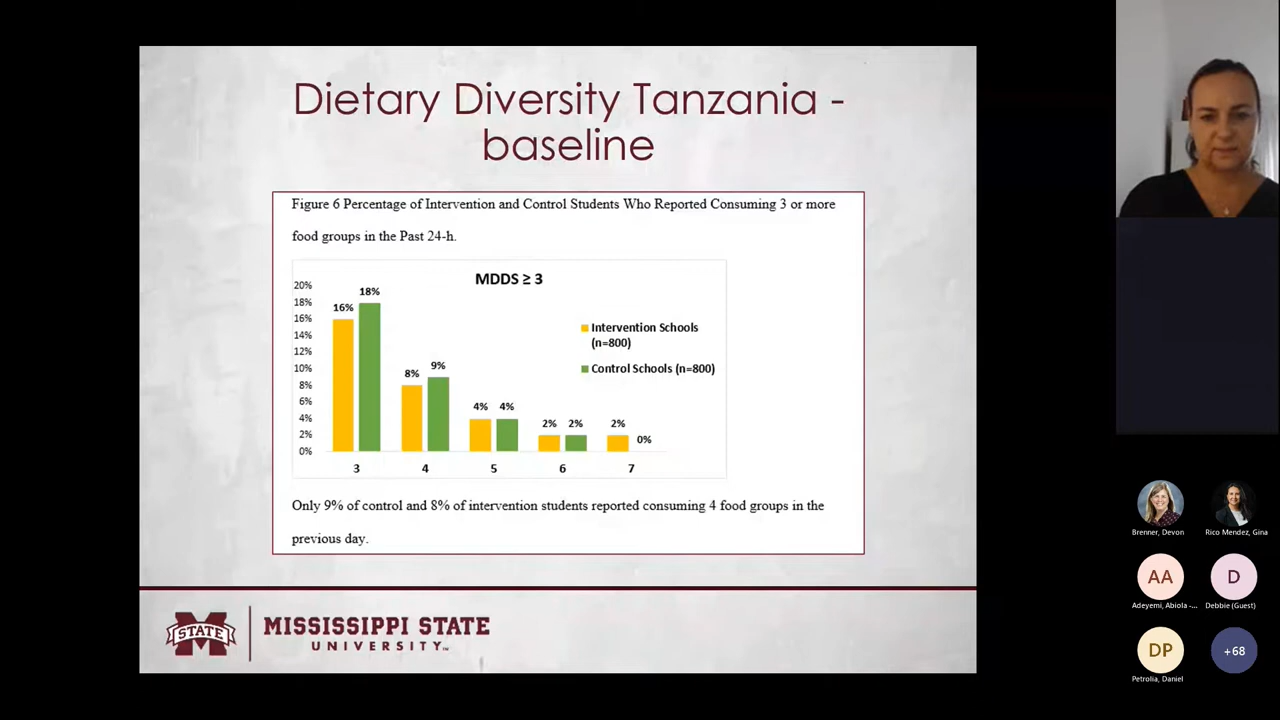 Dietary Diversity Tanzania -
baseline
Figure 6 Percentage of Intervention and Control Students Who Reported Consuming 3 or more
food groups in the Past 24-h.
MDDS ≥ 3
20%
18%
16%
14%
12%
10%
8%
6%
4%
2%
0%
16%
18%
8%
9%
4%
4%
2%
2%
2%
0%
3
4
5
6
7
Intervention Schools
(n=800)
Control Schools (n=800)
Only 9% of control and 8% of intervention students reported consuming 4 food groups in the
previous day.
STATE
MISSISSIPPI STATE
UNIVERSITY™
Brenner, Devon
Rico Mendez, Gina
AA
D
Adeyemi, Abiola -...
Debbie (Guest)
DP
+68
Petrolia, Daniel